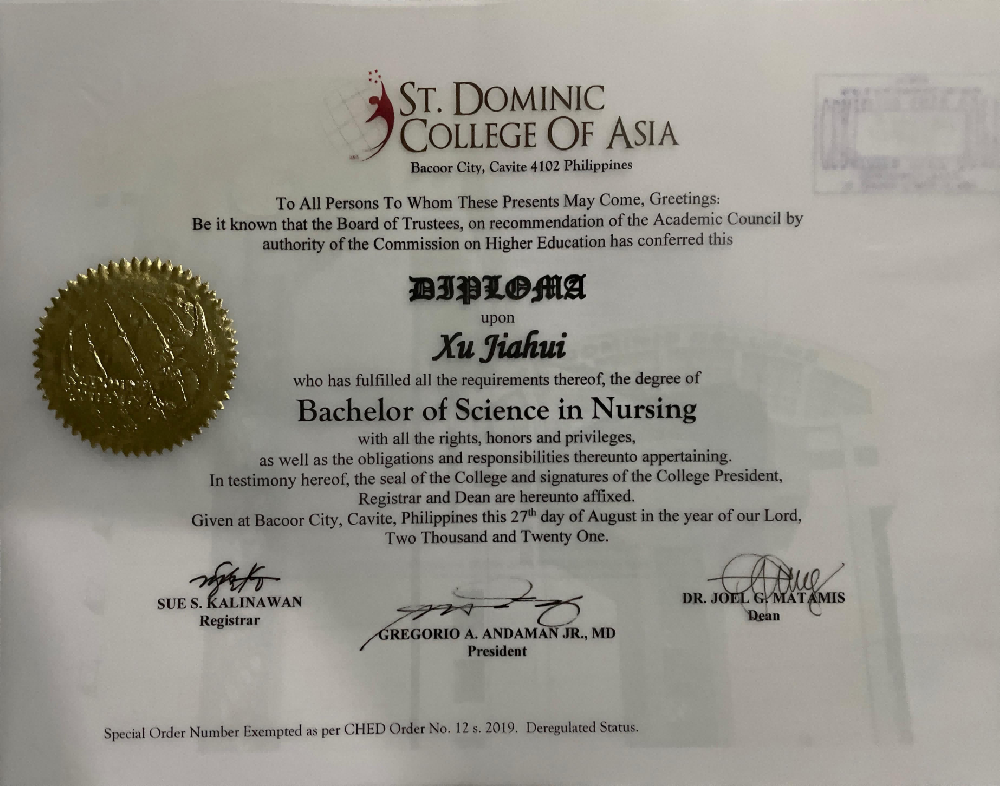 ST. DOMINIC
COLLEGE OF ASIA
Bacoor City, Cavite 4102 Philippines
To All Persons To Whom These Presents May Come, Greetings:
Be it known that the Board of Trustees, on recommendation of the Academic Council by
authority of the Commission on Higher Education has conferred this
DIPLOMA
upon
Xu Jiahui
who has fulfilled all the requirements thereof, the degree of
Bachelor of Science in Nursing
with all the rights, honors and privileges,
as well as the obligations and responsibilities thereunto appertaining.
In testimony hereof, the seal of the College and signatures of the College President,
Registrar and Dean are hereunto affixed.
Given at Bacoor City, Cavite, Philippines this 27th day of August in the year of our Lord,
Two Thousand and Twenty One.
SUE S. KALINAWAN
Registrar
GREGORIO A. ANDAMAN JR., MD
President
DR. JOEL G. MATAMIS
Dean
Special Order Number Exempted as per CHED Order No. 12 s. 2019. Deregulated Status.